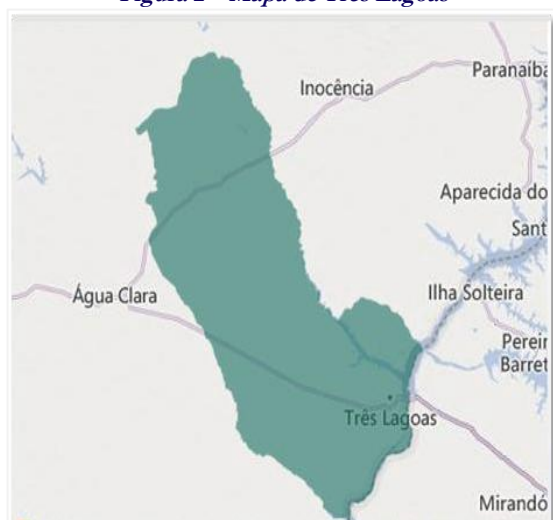 Inocência
Paranaíba
Aparecida do
Sant
Água Clara
Ilha Solteira
Pereir
Barret
Três Lagoas
Mirandó